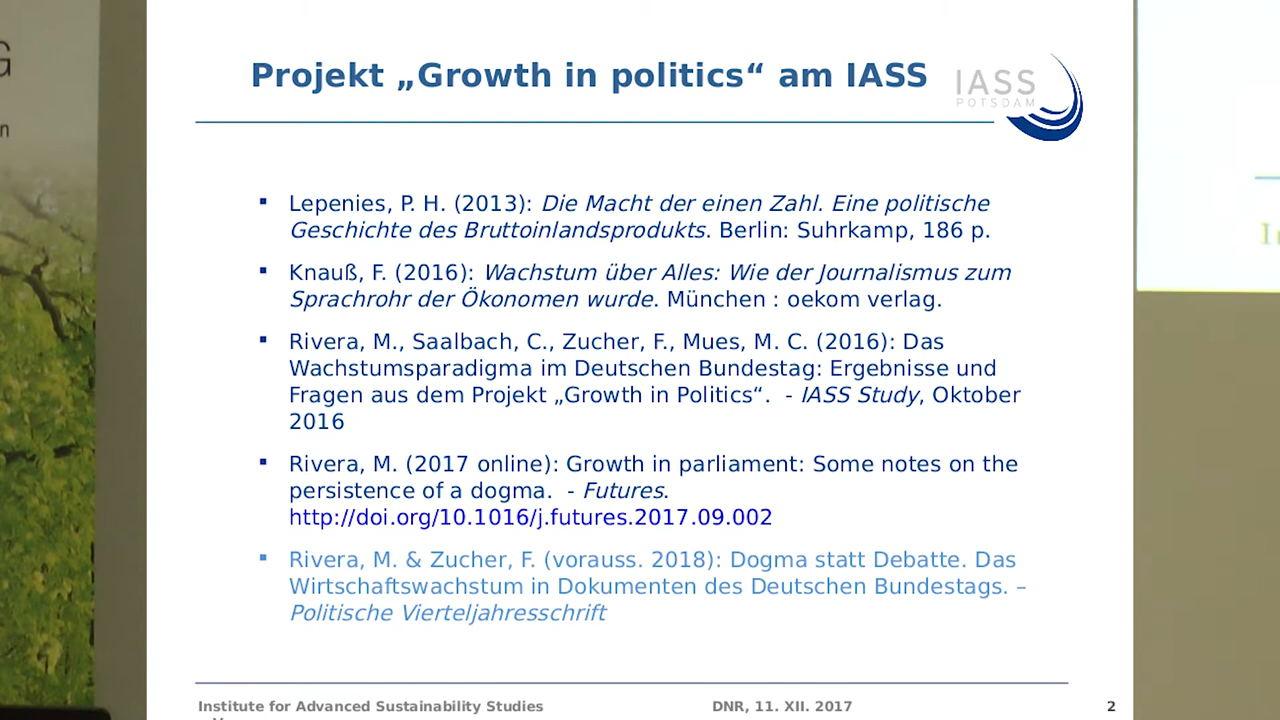 Projekt „Growth in politics“ am IASS
IASS
POTSDAM
▪ Lepenies, P. H. (2013): Die Macht der einen Zahl. Eine politische
Geschichte des Bruttoinlandsprodukts. Berlin: Suhrkamp, 186 p.
▪ Knauß, F. (2016): Wachstum über Alles: Wie der Journalismus zum
Sprachrohr der Ökonomen wurde. München : oekom verlag.
▪ Rivera, M., Saalbach, C., Zucher, F., Mues, M. C. (2016): Das
Wachstumsparadigma im Deutschen Bundestag: Ergebnisse und
Fragen aus dem Projekt „Growth in Politics“.  - IASS Study, Oktober
2016
▪ Rivera, M. (2017 online): Growth in parliament: Some notes on the
persistence of a dogma.  - Futures.
http://doi.org/10.1016/j.futures.2017.09.002
▪ Rivera, M. & Zucher, F. (vorauss. 2018): Dogma statt Debatte. Das
Wirtschaftswachstum in Dokumenten des Deutschen Bundestags. –
Politische Vierteljahresschrift
Institute for Advanced Sustainability Studies
DNR, 11. XII. 2017
2